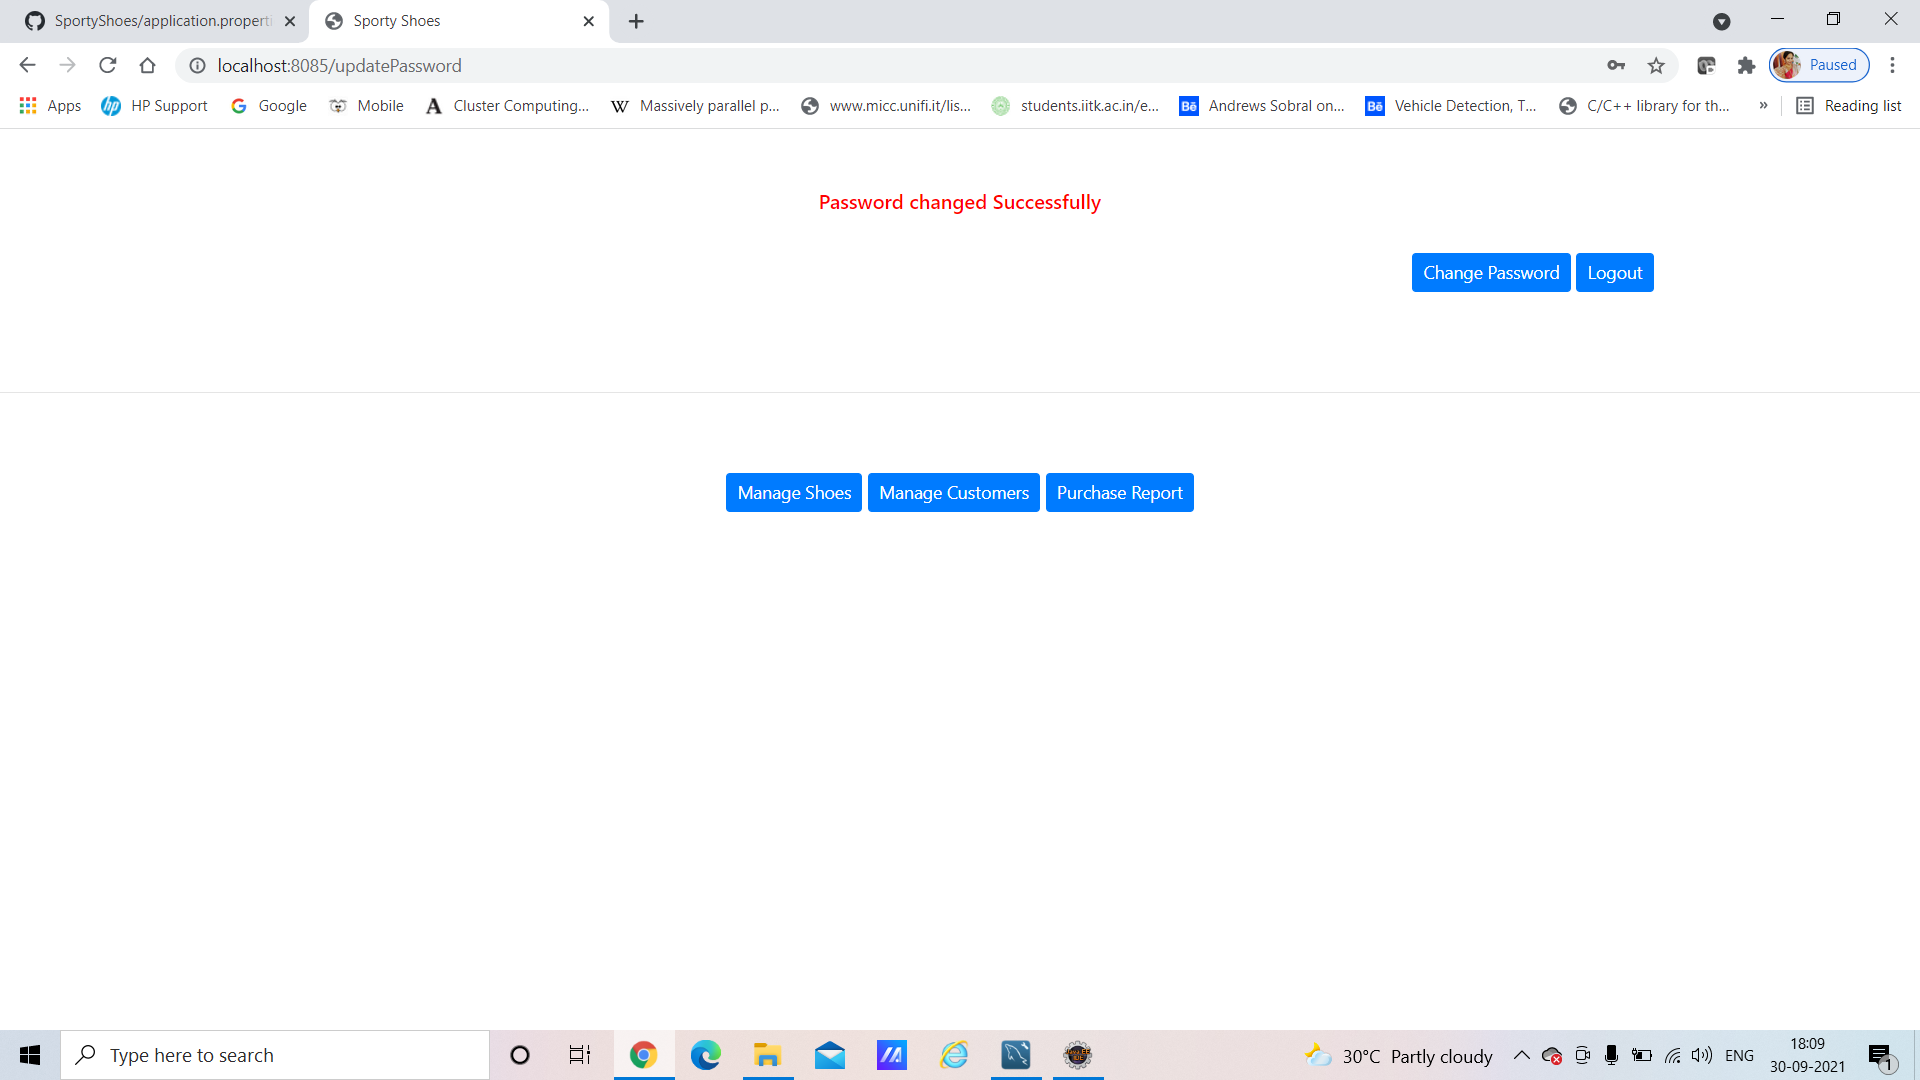 SportyShoes/application.properti
Sporty Shoes
localhost:8085/updatePassword
Paused
Apps
HP Support
Google
Mobile
Cluster Computing...
Massively parallel p...
www.micc.unifi.it/lis...
students.iitk.ac.in/e...
Andrews Sobral on...
Vehicle Detection, T...
C/C++ library for th...
»
Reading list
Password changed Successfully
Change Password
Logout
Manage Shoes
Manage Customers
Purchase Report
Type here to search
30°C Partly cloudy
ENG
18:09
30-09-2021
1